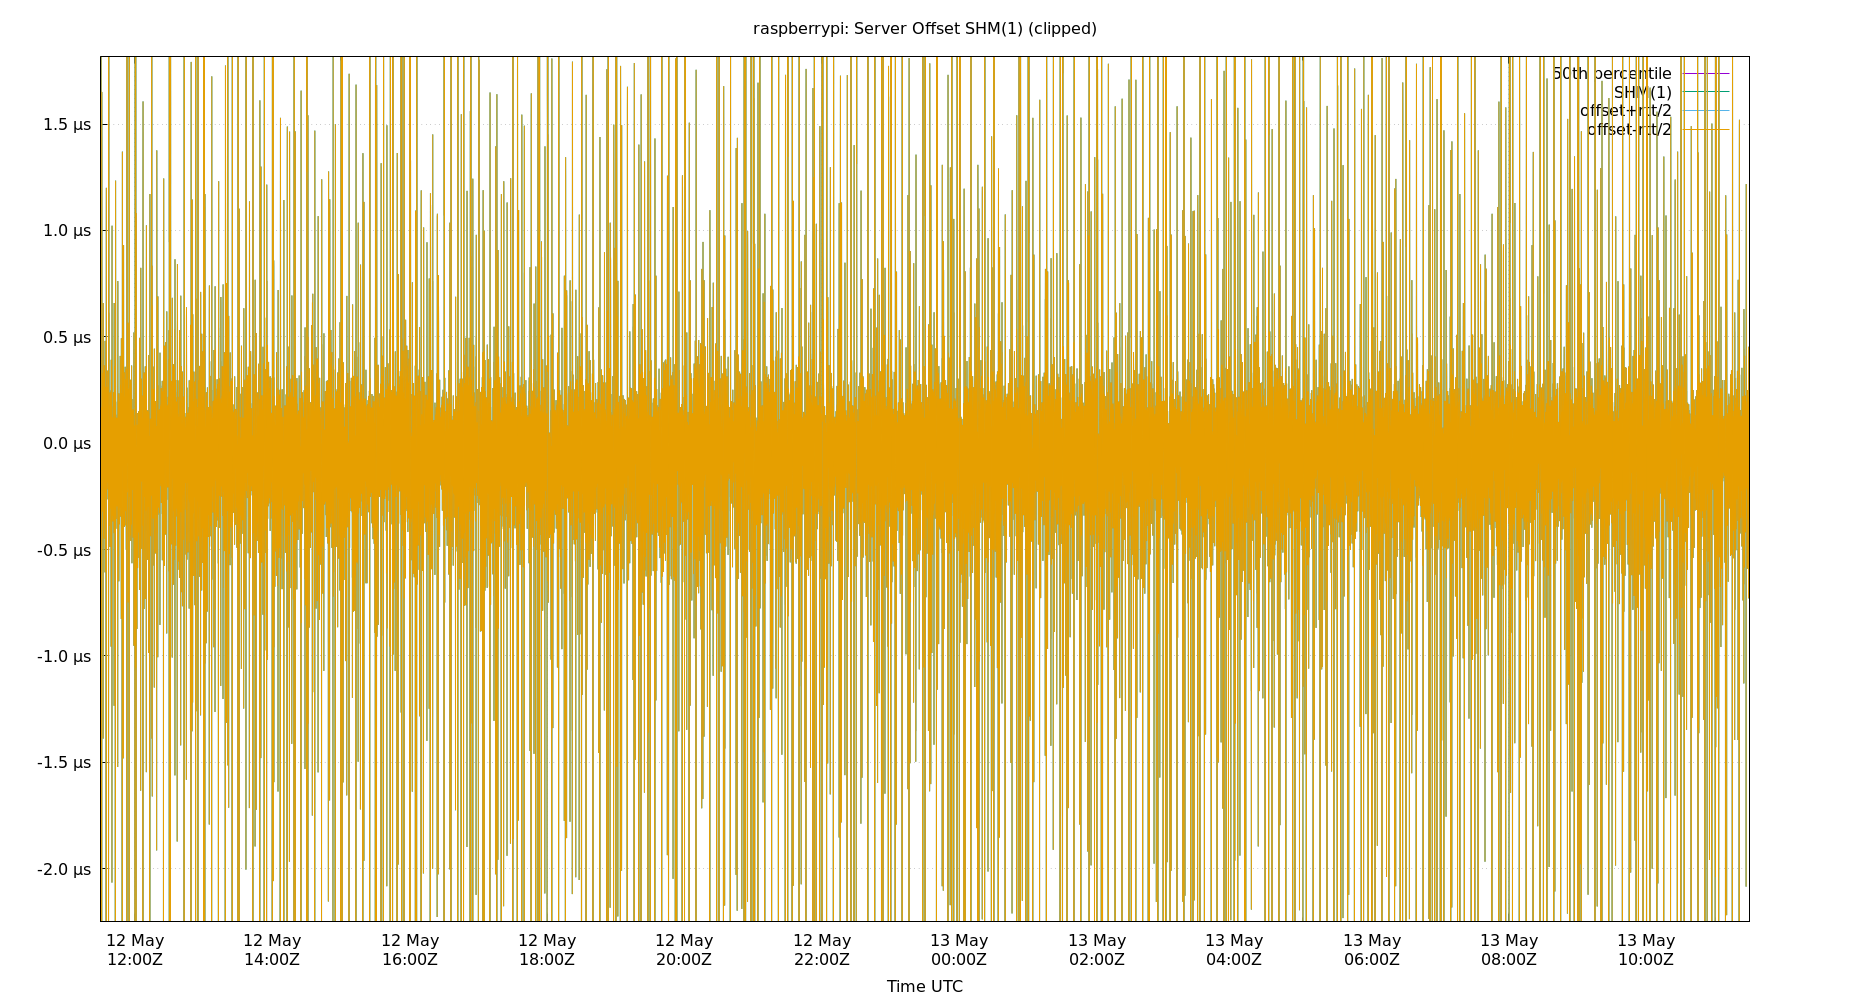 raspberrypi: Server Offset SHM(1) (clipped)
50th percentile
SHM(1)
offset+rtt/2
offset-rtt/2
1.5 µs
1.0 µs
0.5 µs
0.0 µs
-0.5 µs
-1.0 µs
-1.5 µs
-2.0 µs
12 May 12 May 12 May 12 May 12 May 12 May 13 May 13 May 13 May 13 May 13 May 13 May
12:00Z 14:00Z 16:00Z 18:00Z 20:00Z 22:00Z 00:00Z 02:00Z 04:00Z 06:00Z 08:00Z 10:00Z
Time UTC